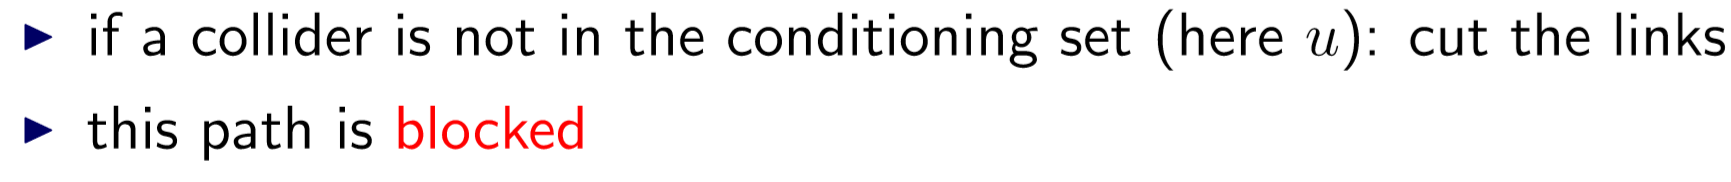 ▶ if a collider is not in the conditioning set (here u): cut the links
▶ this path is blocked